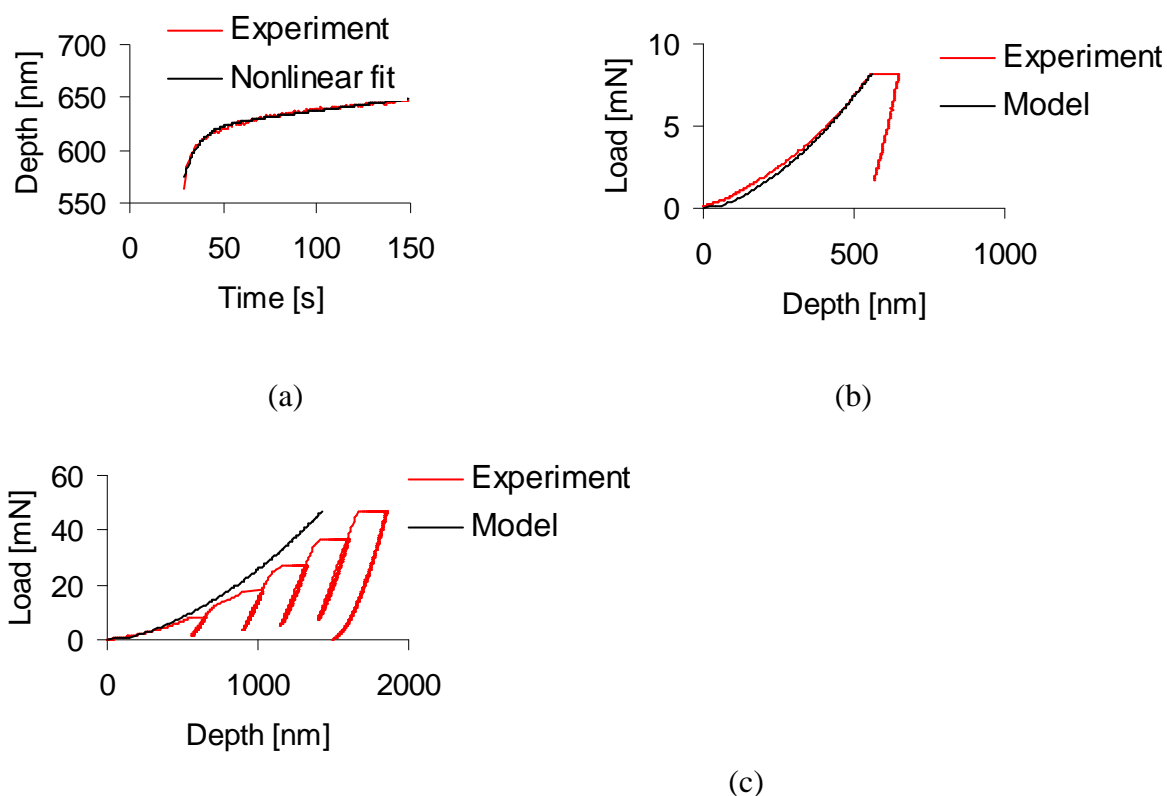 Experiment
Nonlinear fit
700
650
600
550
Depth [nm]
0 50 100 150
Time [s]
(a)
Experiment
Model
10
5
0
Load [mN]
0 500 1000
Depth [nm]
(b)
Experiment
Model
60
40
20
0
Load [mN]
0 1000 2000
Depth [nm]
(c)